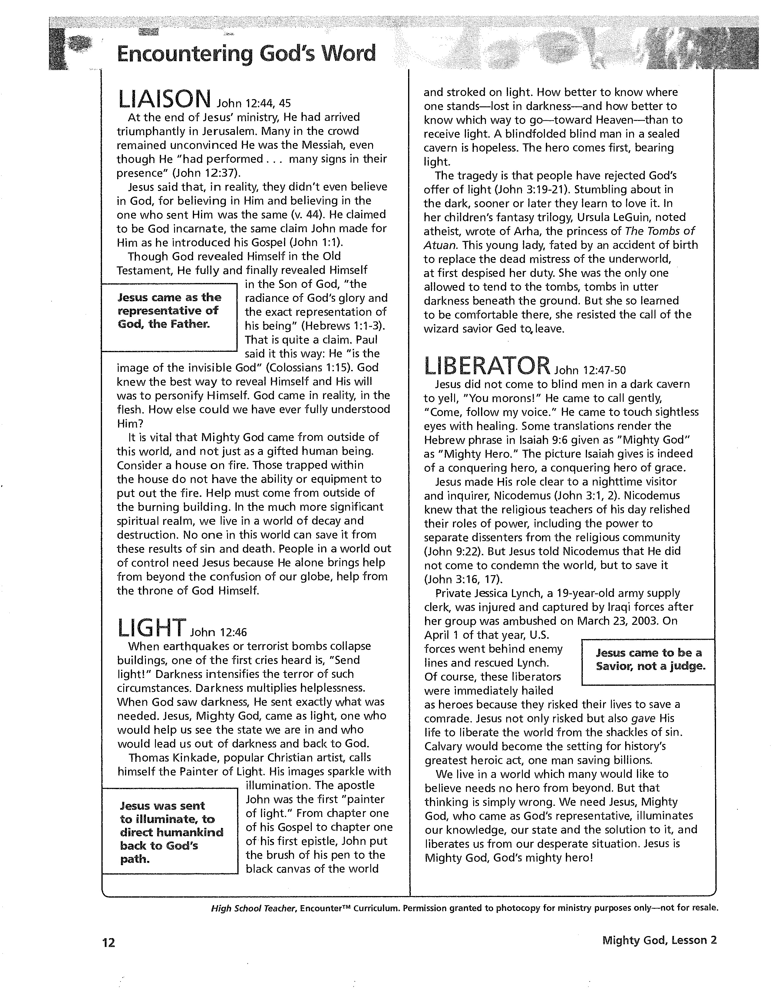 Encountering God's Word
LIAISON John 12:44, 45
At the end of Jesus' ministry, He had arrived
triumphantly in Jerusalem. Many in the crowd
remained unconvinced He was the Messiah, even
though He "had performed . . . many signs in their
presence" (John 12:37).
Jesus said that, in reality, they didn't even believe
in God, for believing in Him and believing in the
one who sent Him was the same (v. 44). He claimed
to be God incarnate, the same claim John made for
Him as he introduced his Gospel (John 1:1).
Though God revealed Himself in the Old
Testament, He fully and finally revealed Himself
in the Son of God, "the
radiance of God's glory and
the exact representation of
his being" (Hebrews 1:1-3).
That is quite a claim. Paul
said it this way: He "is the
Jesus came as the
representative of
God, the Father.
image of the invisible God" (Colossians 1:15). God
knew the best way to reveal Himself and His will
was to personify Himself. God came in reality, in the
flesh. How else could we have ever fully understood
Him?
It is vital that Mighty God came from outside of
this world, and not just as a gifted human being.
Consider a house on fire. Those trapped within
the house do not have the ability or equipment to
put out the fire. Help must come from outside of
the burning building. In the much more significant
spiritual realm, we live in a world of decay and
destruction. No one in this world can save it from
these results of sin and death. People in a world out
of control need Jesus because He alone brings help
from beyond the confusion of our globe, help from
the throne of God Himself.
LIGHT John 12:46
When earthquakes or terrorist bombs collapse
buildings, one of the first cries heard is, "Send
light!" Darkness intensifies the terror of such
circumstances. Darkness multiplies helplessness.
When God saw darkness, He sent exactly what was
needed. Jesus, Mighty God, came as light, one who
would help us see the state we are in and who
would lead us out of darkness and back to God.
Thomas Kinkade, popular Christian artist, calls
himself the Painter of Light. His images sparkle with
illumination. The apostle
John was the first "painter
of light." From chapter one
of his Gospel to chapter one
of his first epistle, John put
the brush of his pen to the
black canvas of the world
Jesus was sent
to illuminate, to
direct humankind
back to God's
path.
and stroked on light. How better to know where
one stands—lost in darkness—and how better to
know which way to go—toward Heaven—than to
receive light. A blindfolded blind man in a sealed
cavern is hopeless. The hero comes first, bearing
light.
The tragedy is that people have rejected God's
offer of light (John 3:19-21). Stumbling about in
the dark, sooner or later they learn to love it. In
her children's fantasy trilogy, Ursula LeGuin, noted
atheist, wrote of Arha, the princess of The Tombs of
Atuan. This young lady, fated by an accident of birth
to replace the dead mistress of the underworld,
at first despised her duty. She was the only one
allowed to tend to the tombs, tombs in utter
darkness beneath the ground. But she so learned
to be comfortable there, she resisted the call of the
wizard savior Ged to leave.
LIBERATOR John 12:47-50
Jesus did not come to blind men in a dark cavern
to yell, "You morons!" He came to call gently,
"Come, follow my voice." He came to touch sightless
eyes with healing. Some translations render the
Hebrew phrase in Isaiah 9:6 given as "Mighty God"
as "Mighty Hero." The picture Isaiah gives is indeed
of a conquering hero, a conquering hero of grace.
Jesus made His role clear to a nighttime visitor
and inquirer, Nicodemus (John 3:1, 2). Nicodemus
knew that the religious teachers of his day relished
their roles of power, including the power to
separate dissenters from the religious community
(John 9:22). But Jesus told Nicodemus that He did
not come to condemn the world, but to save it
(John 3:16, 17).
Private Jessica Lynch, a 19-year-old army supply
clerk, was injured and captured by Iraqi forces after
her group was ambushed on March 23, 2003. On
April 1 of that year, U.S.
forces went behind enemy
lines and rescued Lynch.
Of course, these liberators
were immediately hailed
Jesus came to be a
Savior, not a judge.
as heroes because they risked their lives to save a
comrade. Jesus not only risked but also gave His
life to liberate the world from the shackles of sin.
Calvary would become the setting for history's
greatest heroic act, one man saving billions.
We live in a world which many would like to
believe needs no hero from beyond. But that
thinking is simply wrong. We need Jesus, Mighty
God, who came as God's representative, illuminates
our knowledge, our state and the solution to it, and
liberates us from our desperate situation. Jesus is
Mighty God, God's mighty hero!
High School Teacher, Encounter™ Curriculum. Permission granted to photocopy for ministry purposes only—not for resale.
12
Mighty God, Lesson 2